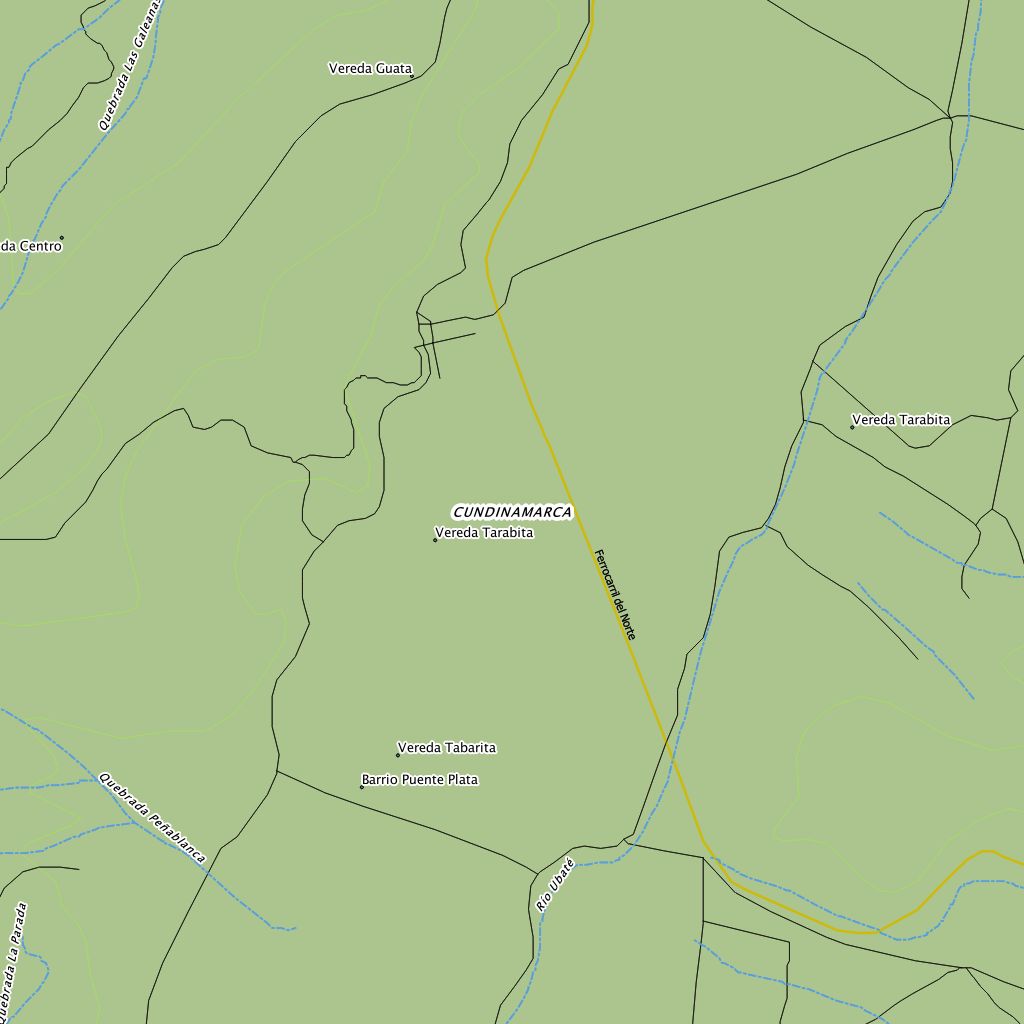 Quebrada Las Galeanas
Vereda Guata
da Centro
Vereda Tarabita
CUNDINAMARCA
Vereda Tarabita
Ferrocarril del Norte
Vereda Tabarita
Barrio Puente Plata
Quebrada Peñablanca
Río Ubaté
Quebrada La Parada